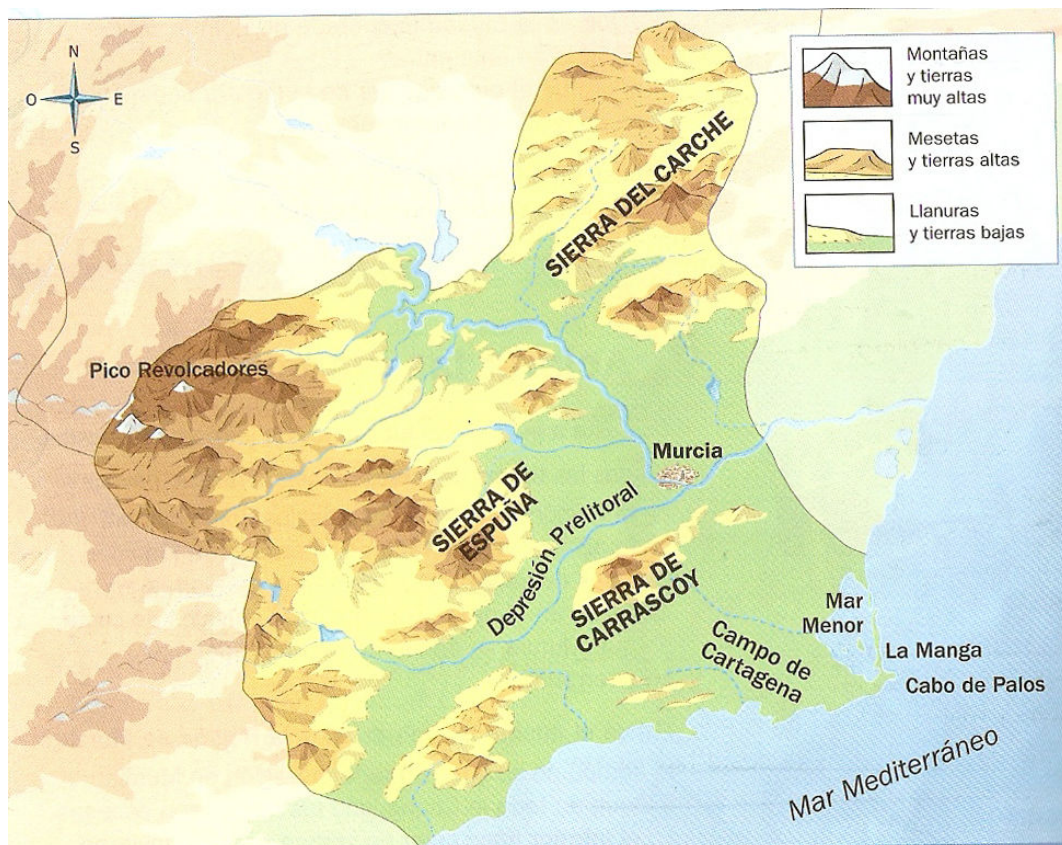 N
O
E
S
Montañas
y tierras
muy altas
Mesetas
y tierras altas
Llanuras
y tierras bajas
SIERRA DEL CARCHE
Pico Revolcadores
Murcia
SIERRA DE
ESPUÑA
Depresión Prelitoral
SIERRA DE
CARRASCOY
Mar
Menor
Campo de
Cartagena
La Manga
Cabo de Palos
Mar Mediterráneo